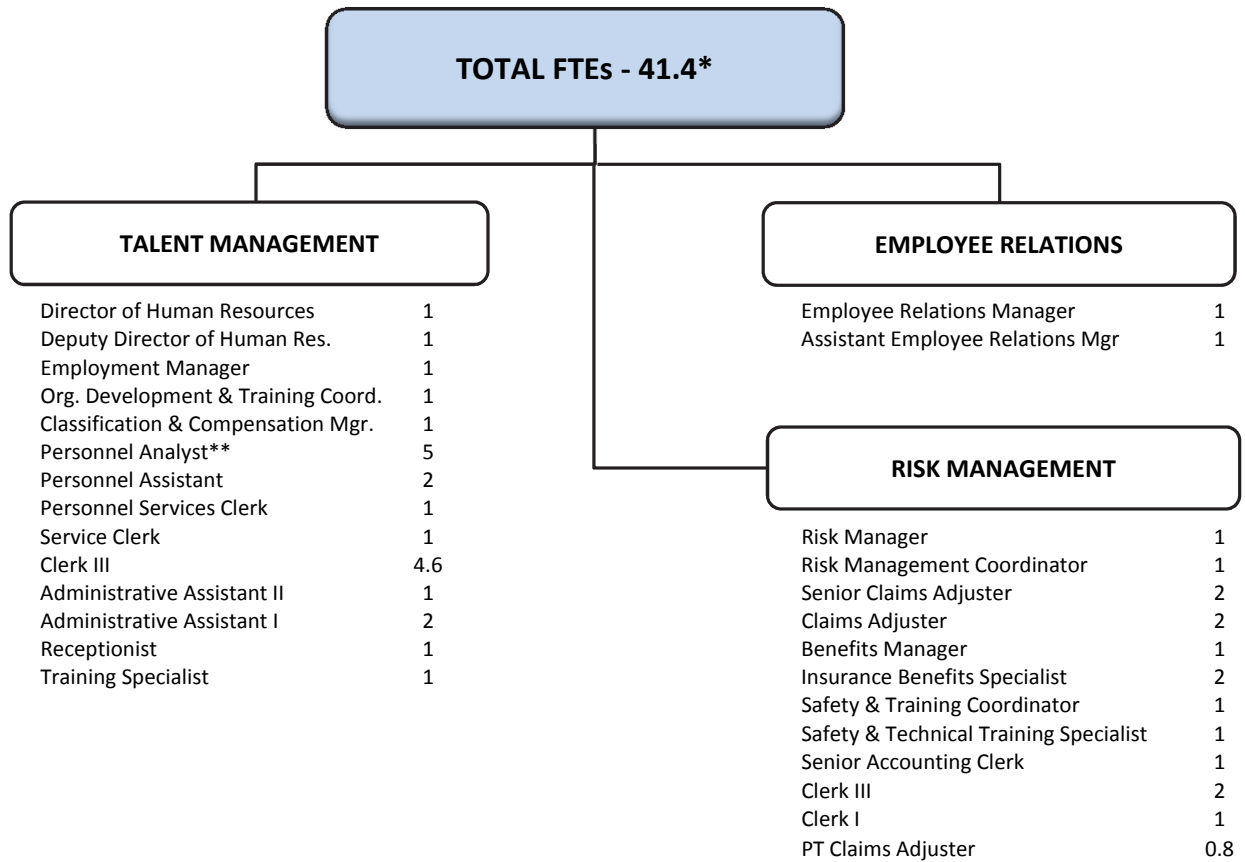 TOTAL FTEs - 41.4*
TALENT MANAGEMENT
Director of Human Resources 1
Deputy Director of Human Res. 1
Employment Manager 1
Org. Development & Training Coord. 1
Classification & Compensation Mgr. 1
Personnel Analyst** 5
Personnel Assistant 2
Personnel Services Clerk 1
Service Clerk 1
Clerk III 4.6
Administrative Assistant II 1
Administrative Assistant I 2
Receptionist 1
Training Specialist 1
EMPLOYEE RELATIONS
Employee Relations Manager 1
Assistant Employee Relations Mgr 1
RISK MANAGEMENT
Risk Manager 1
Risk Management Coordinator 1
Senior Claims Adjuster 2
Claims Adjuster 2
Benefits Manager 1
Insurance Benefits Specialist 2
Safety & Training Coordinator 1
Safety & Technical Training Specialist 1
Senior Accounting Clerk 1
Clerk III 2
Clerk I 1
PT Claims Adjuster 0.8